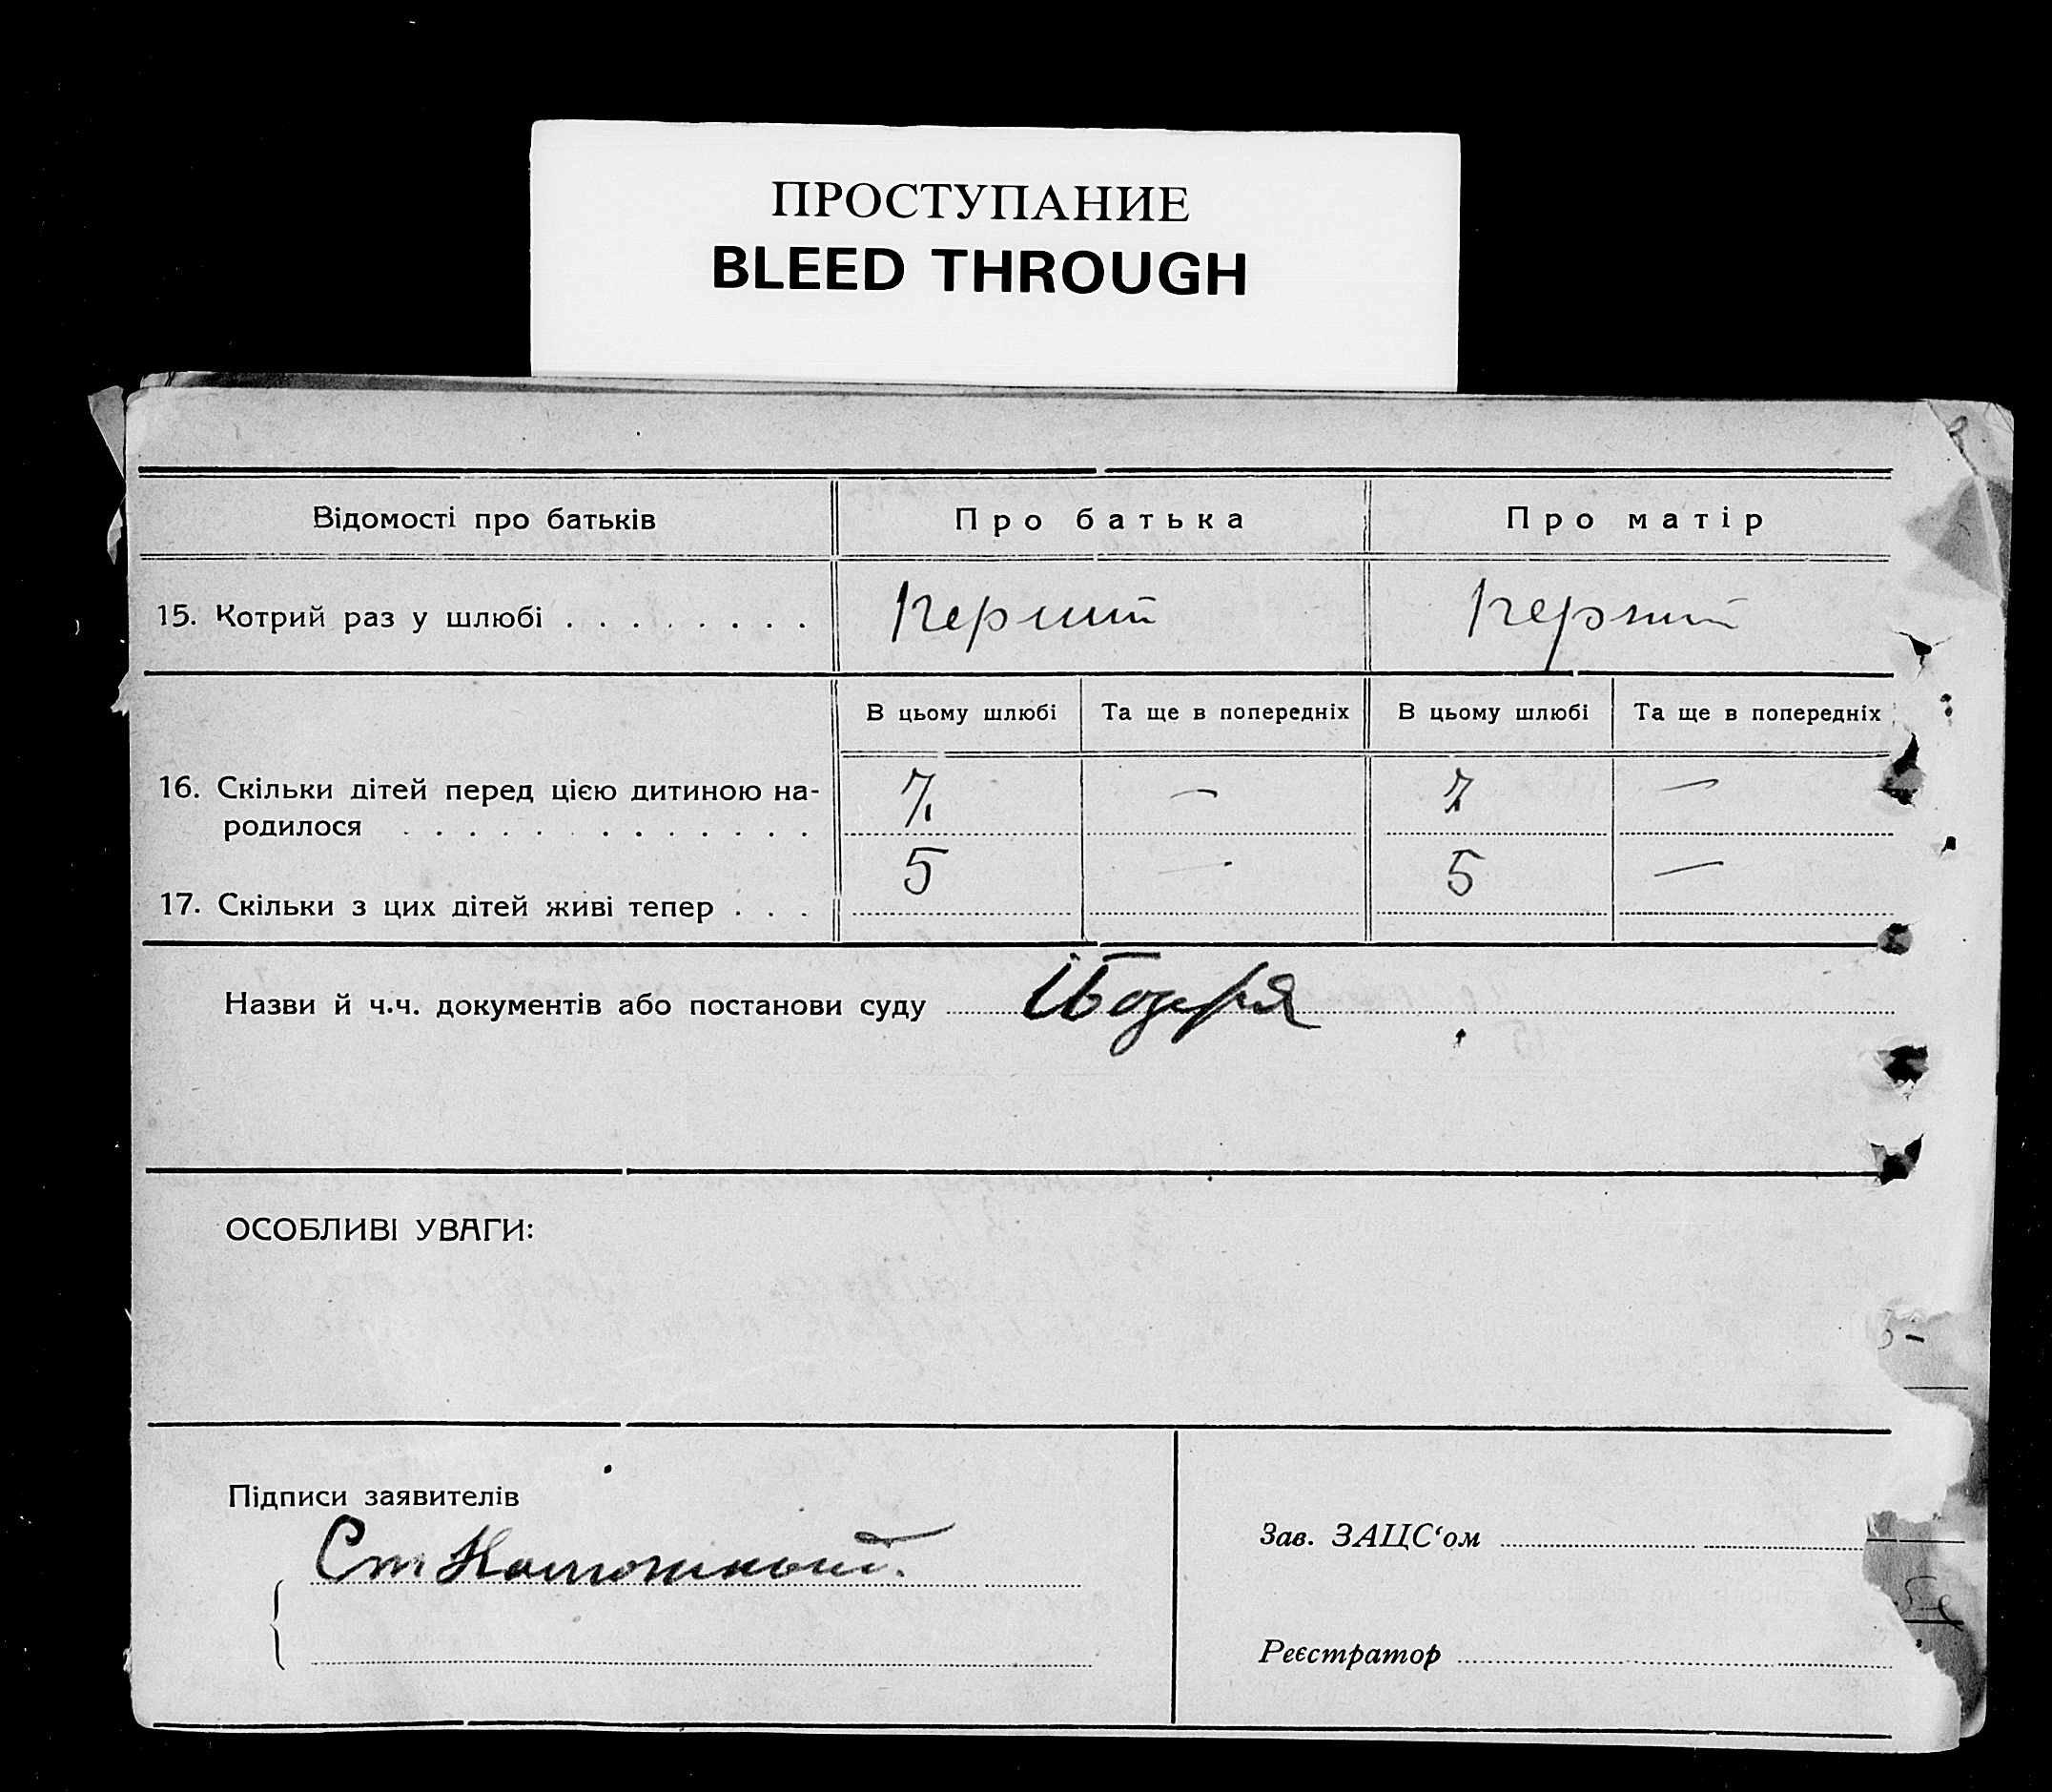 ПРОСТУПАНИЕ
BLEED THROUGH
Відомості про батьків
Про батька
Про матір
15. Котрий раз у шлюбі . . . . . . . .
перший
перший
В цьому шлюбі
Та ще в попередніх
В цьому шлюбі
Та ще в попередніх
16. Скільки дітей перед цією дитиною на-
родилося . . . . . . . . . . . . .
7
—
7
—
17. Скільки з цих дітей живі тепер . . .
5
—
5
—
Назви й ч.ч. документів або постанови суду
ОСОБЛИВІ УВАГИ:
Підписи заявителів
Ст
Зав. ЗАЦС‘ом
Реєстратор